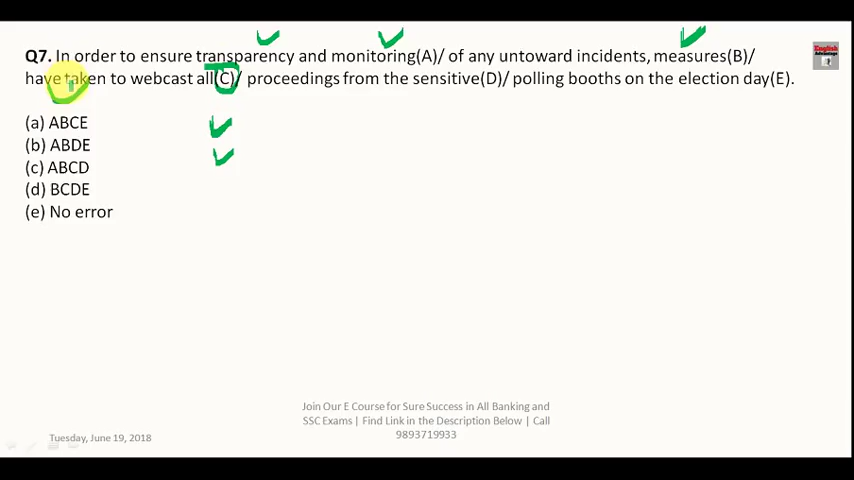 Q7. In order to ensure transparency and monitoring(A)/ of any untoward incidents, measures(B)/
have taken to webcast all(C)/ proceedings from the sensitive(D)/ polling booths on the election day(E).
(a) ABCE
(b) ABDE
(c) ABCD
(d) BCDE
(e) No error
English
Advantage
Join Our E Course for Sure Success in All Banking and
SSC Exams | Find Link in the Description Below | Call
9893719933
Tuesday, June 19, 2018